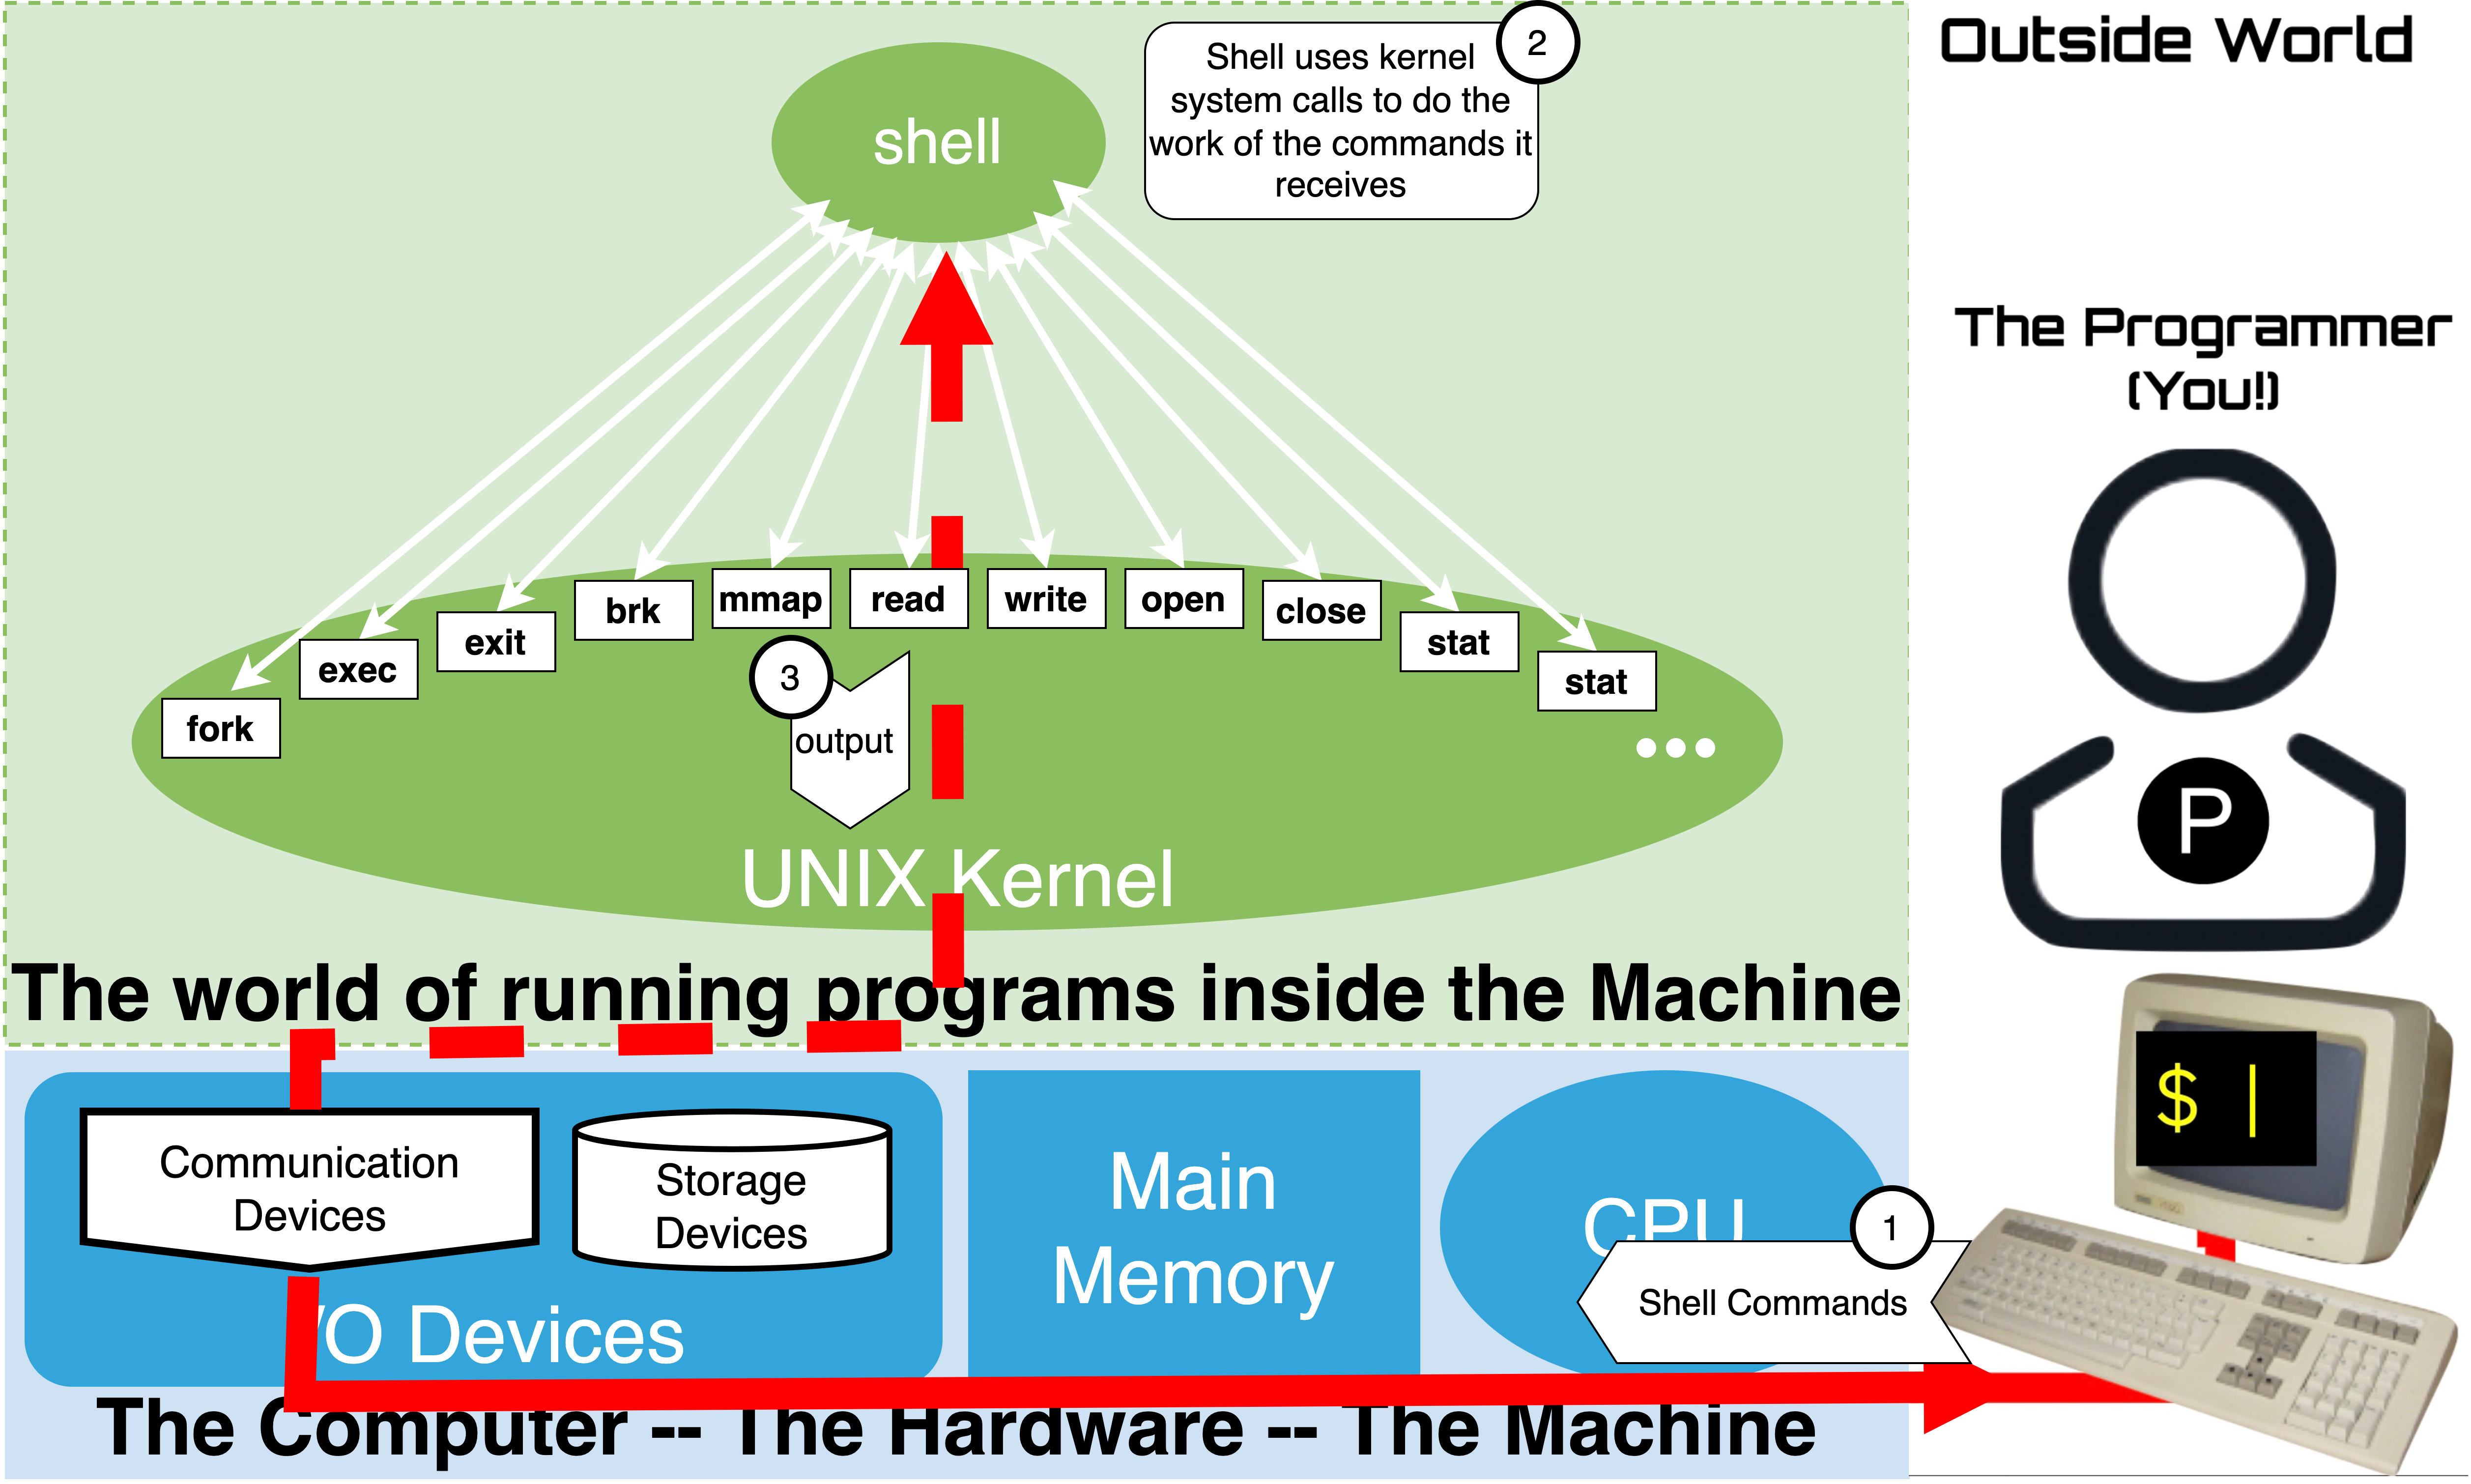 Outside World
shell
2
Shell uses kernel
system calls to do the
work of the commands it
receives
The Programmer
(You!)
fork
exec
exit
brk
mmap
read
write
open
close
stat
stat
3
output
P
UNIX Kernel
The world of running programs inside the Machine
$ |
Communication
Devices
Storage
Devices
/O Devices
Main
Memory
CPU
1
Shell Commands
The Computer -- The Hardware -- The Machine